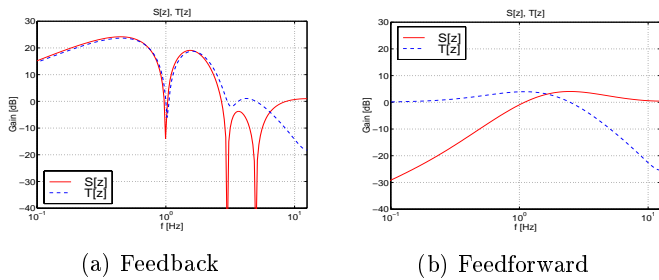 S[z], T[z]
30
20
10
0
−10
−20
−30
−40
Gain [dB]
S[z]
T[z]
10^-1
10^0
10^1
f [Hz]
(a) Feedback
S[z], T[z]
30
20
10
0
−10
−20
−30
−40
Gain [dB]
S[z]
T[z]
10^-1
10^0
10^1
f [Hz]
(b) Feedforward